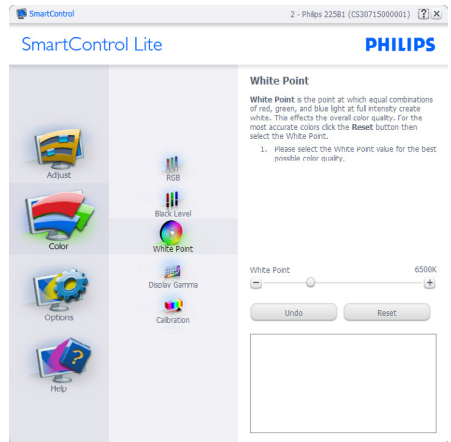 SmartControl
2 - Philips 225B1 (CS30715000001)
SmartControl Lite
PHILIPS
Adjust
Color
Options
Help
RGB
Black Level
White Point
Display Gamma
Calibration
White Point
White Point is the point at which equal combinations
of red, green, and blue light at full intensity create
white. This effects the overall color quality. For the
most accurate colors click the Reset button then
select the White Point.
1. Please select the White Point value for the best
possible color quality.
White Point 6500K
Undo
Reset